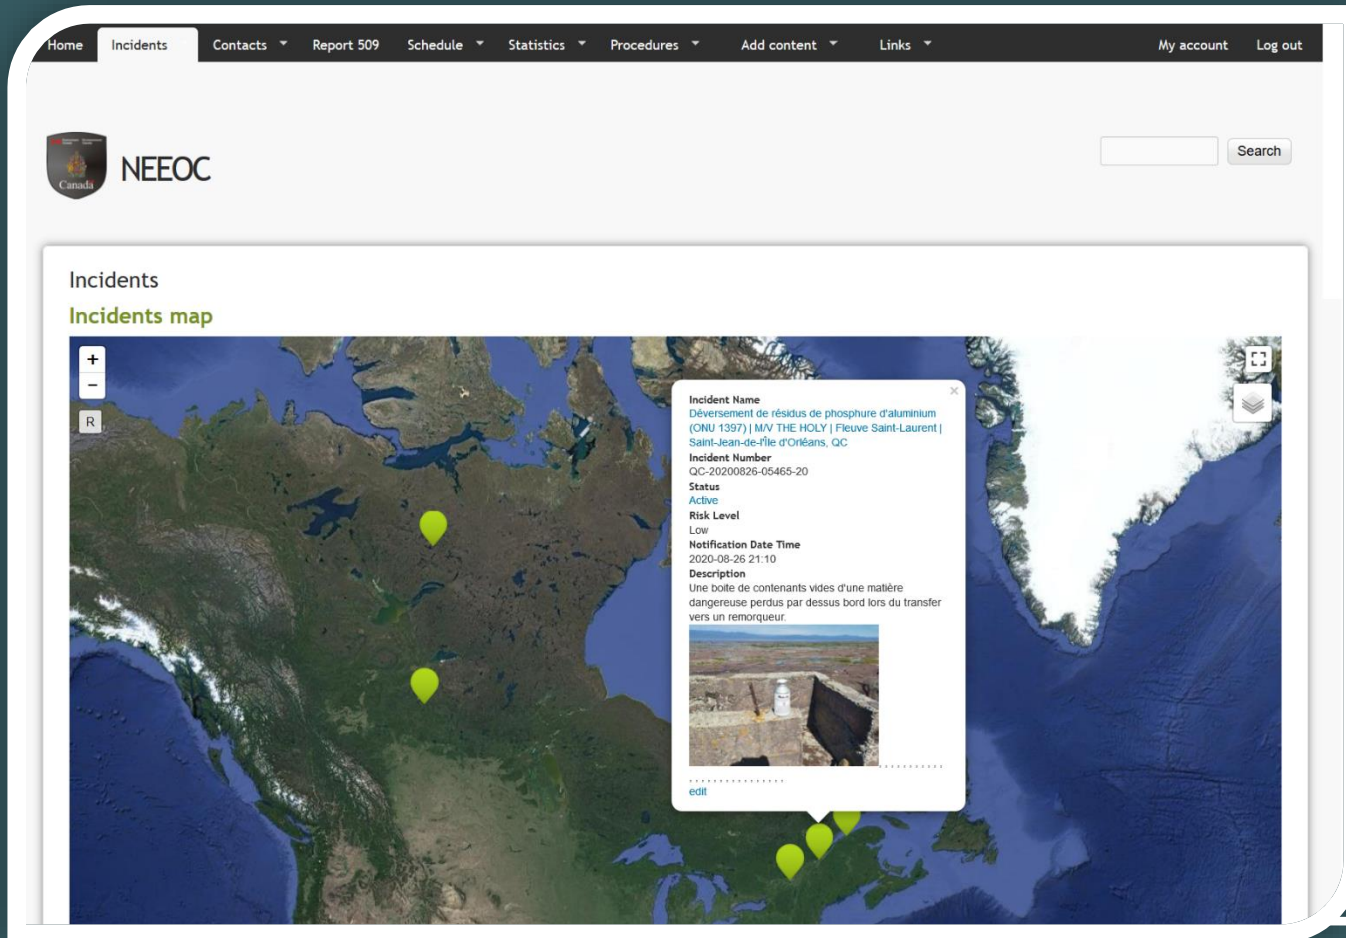 Home Incidents Contacts Report 509 Schedule Statistics Procedures Add content Links My account Log out
Canada
NEEOC
Search
Incidents
Incidents map
+
−
R
Incident Name
Déversement de résidus de phosphure d'aluminium
(ONU 1397) | M/V THE HOLY | Fleuve Saint-Laurent |
Saint-Jean-de-l'Île d'Orléans, QC
Incident Number
QC-20200826-05465-20
Status
Active
Risk Level
Low
Notification Date Time
2020-08-26 21:10
Description
Une boite de contenants vides d'une matière
dangereuse perdus par dessus bord lors du transfer
vers un remorqueur.
edit